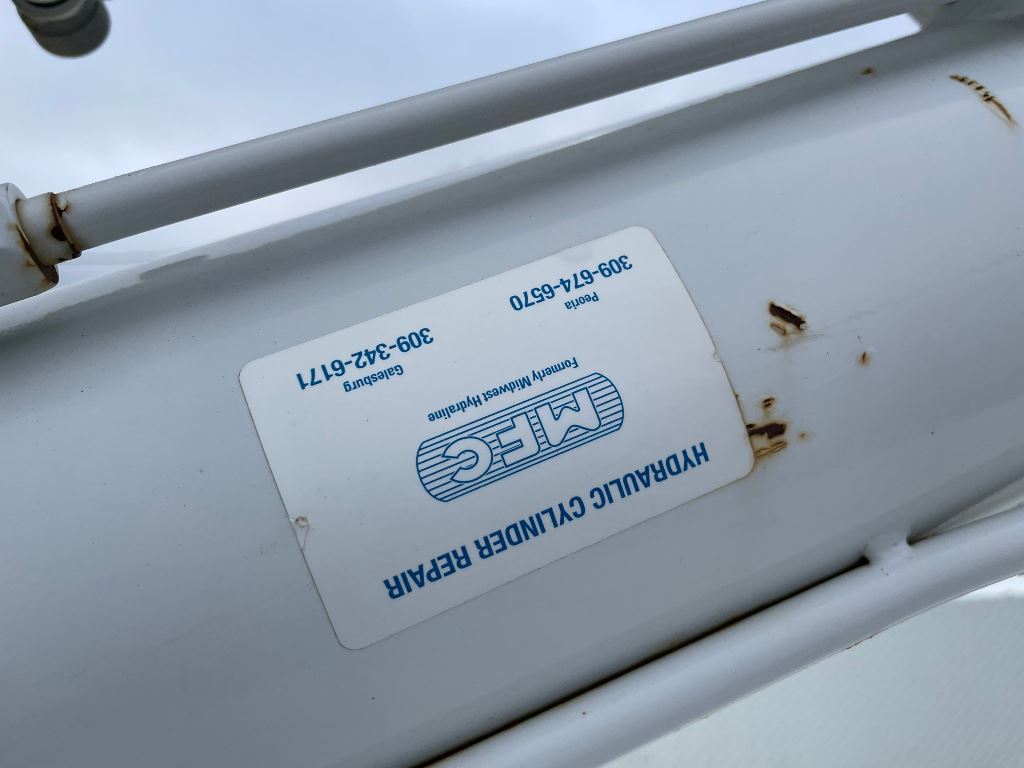 HYDRAULIC CYLINDER REPAIR
MFC
Formerly Midwest Hydraline
Peoria
309-674-6570
Galesburg
309-342-6171